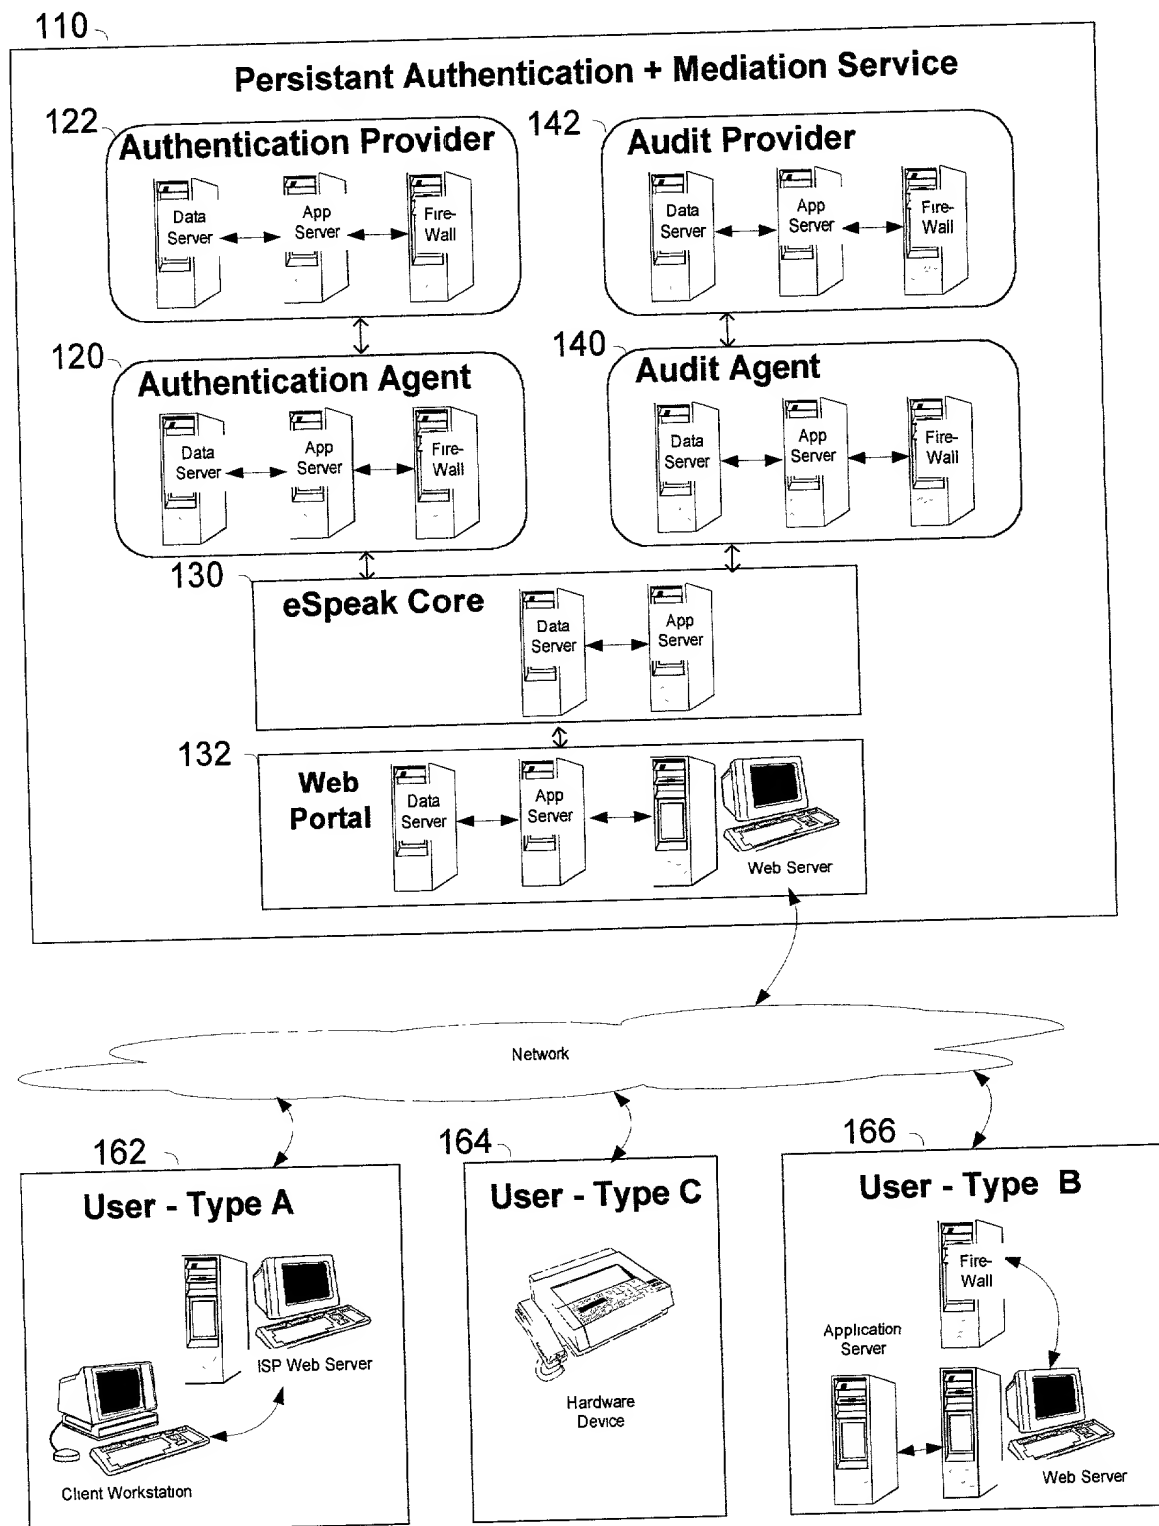 110
Persistant Authentication + Mediation Service
122
Authentication Provider
Data
Server
App
Server
Fire-
Wall
142
Audit Provider
Data
Server
App
Server
Fire-
Wall
120
Authentication Agent
Data
Server
App
Server
Fire-
Wall
140
Audit Agent
Data
Server
App
Server
Fire-
Wall
130
eSpeak Core
Data
Server
App
Server
132
Web
Portal
Data
Server
App
Server
Web Server
Network
162
User - Type A
ISP Web Server
Client Workstation
164
User - Type C
Hardware
Device
166
User - Type B
Fire-
Wall
Application
Server
Web Server